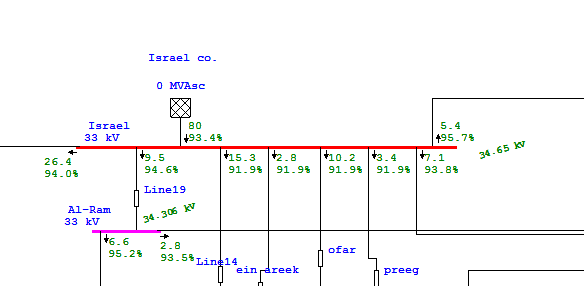 Israel co.
0 MVAsc
80
93.4%
Israel
33 kV
5.4
95.7%
34.65 kV
26.4
94.0%
9.5
94.6%
15.3
91.9%
2.8
91.9%
10.2
91.9%
3.4
91.9%
7.1
93.8%
Line19
Al-Ram
33 kV
34.306 kV
6.6
95.2%
2.8
93.5%
Line14
ein areek
ofar
preeg